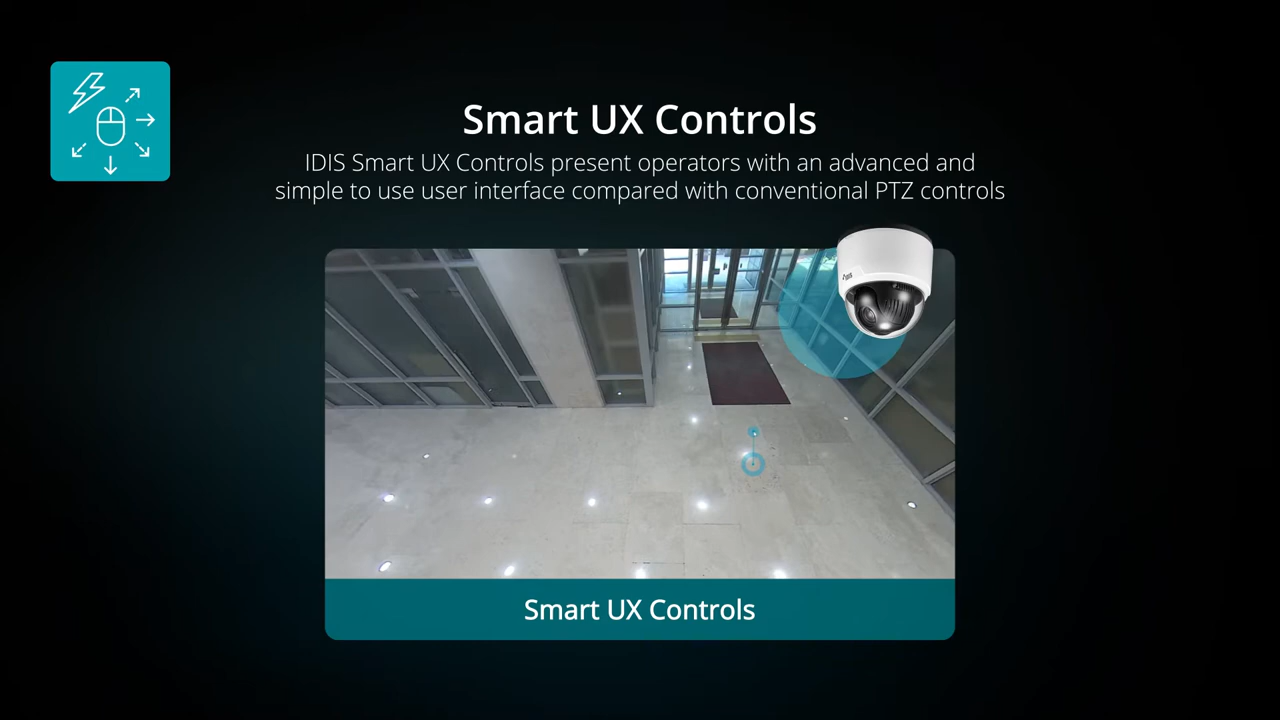 Smart UX Controls
IDIS Smart UX Controls present operators with an advanced and
simple to use user interface compared with conventional PTZ controls
IDIS
Smart UX Controls